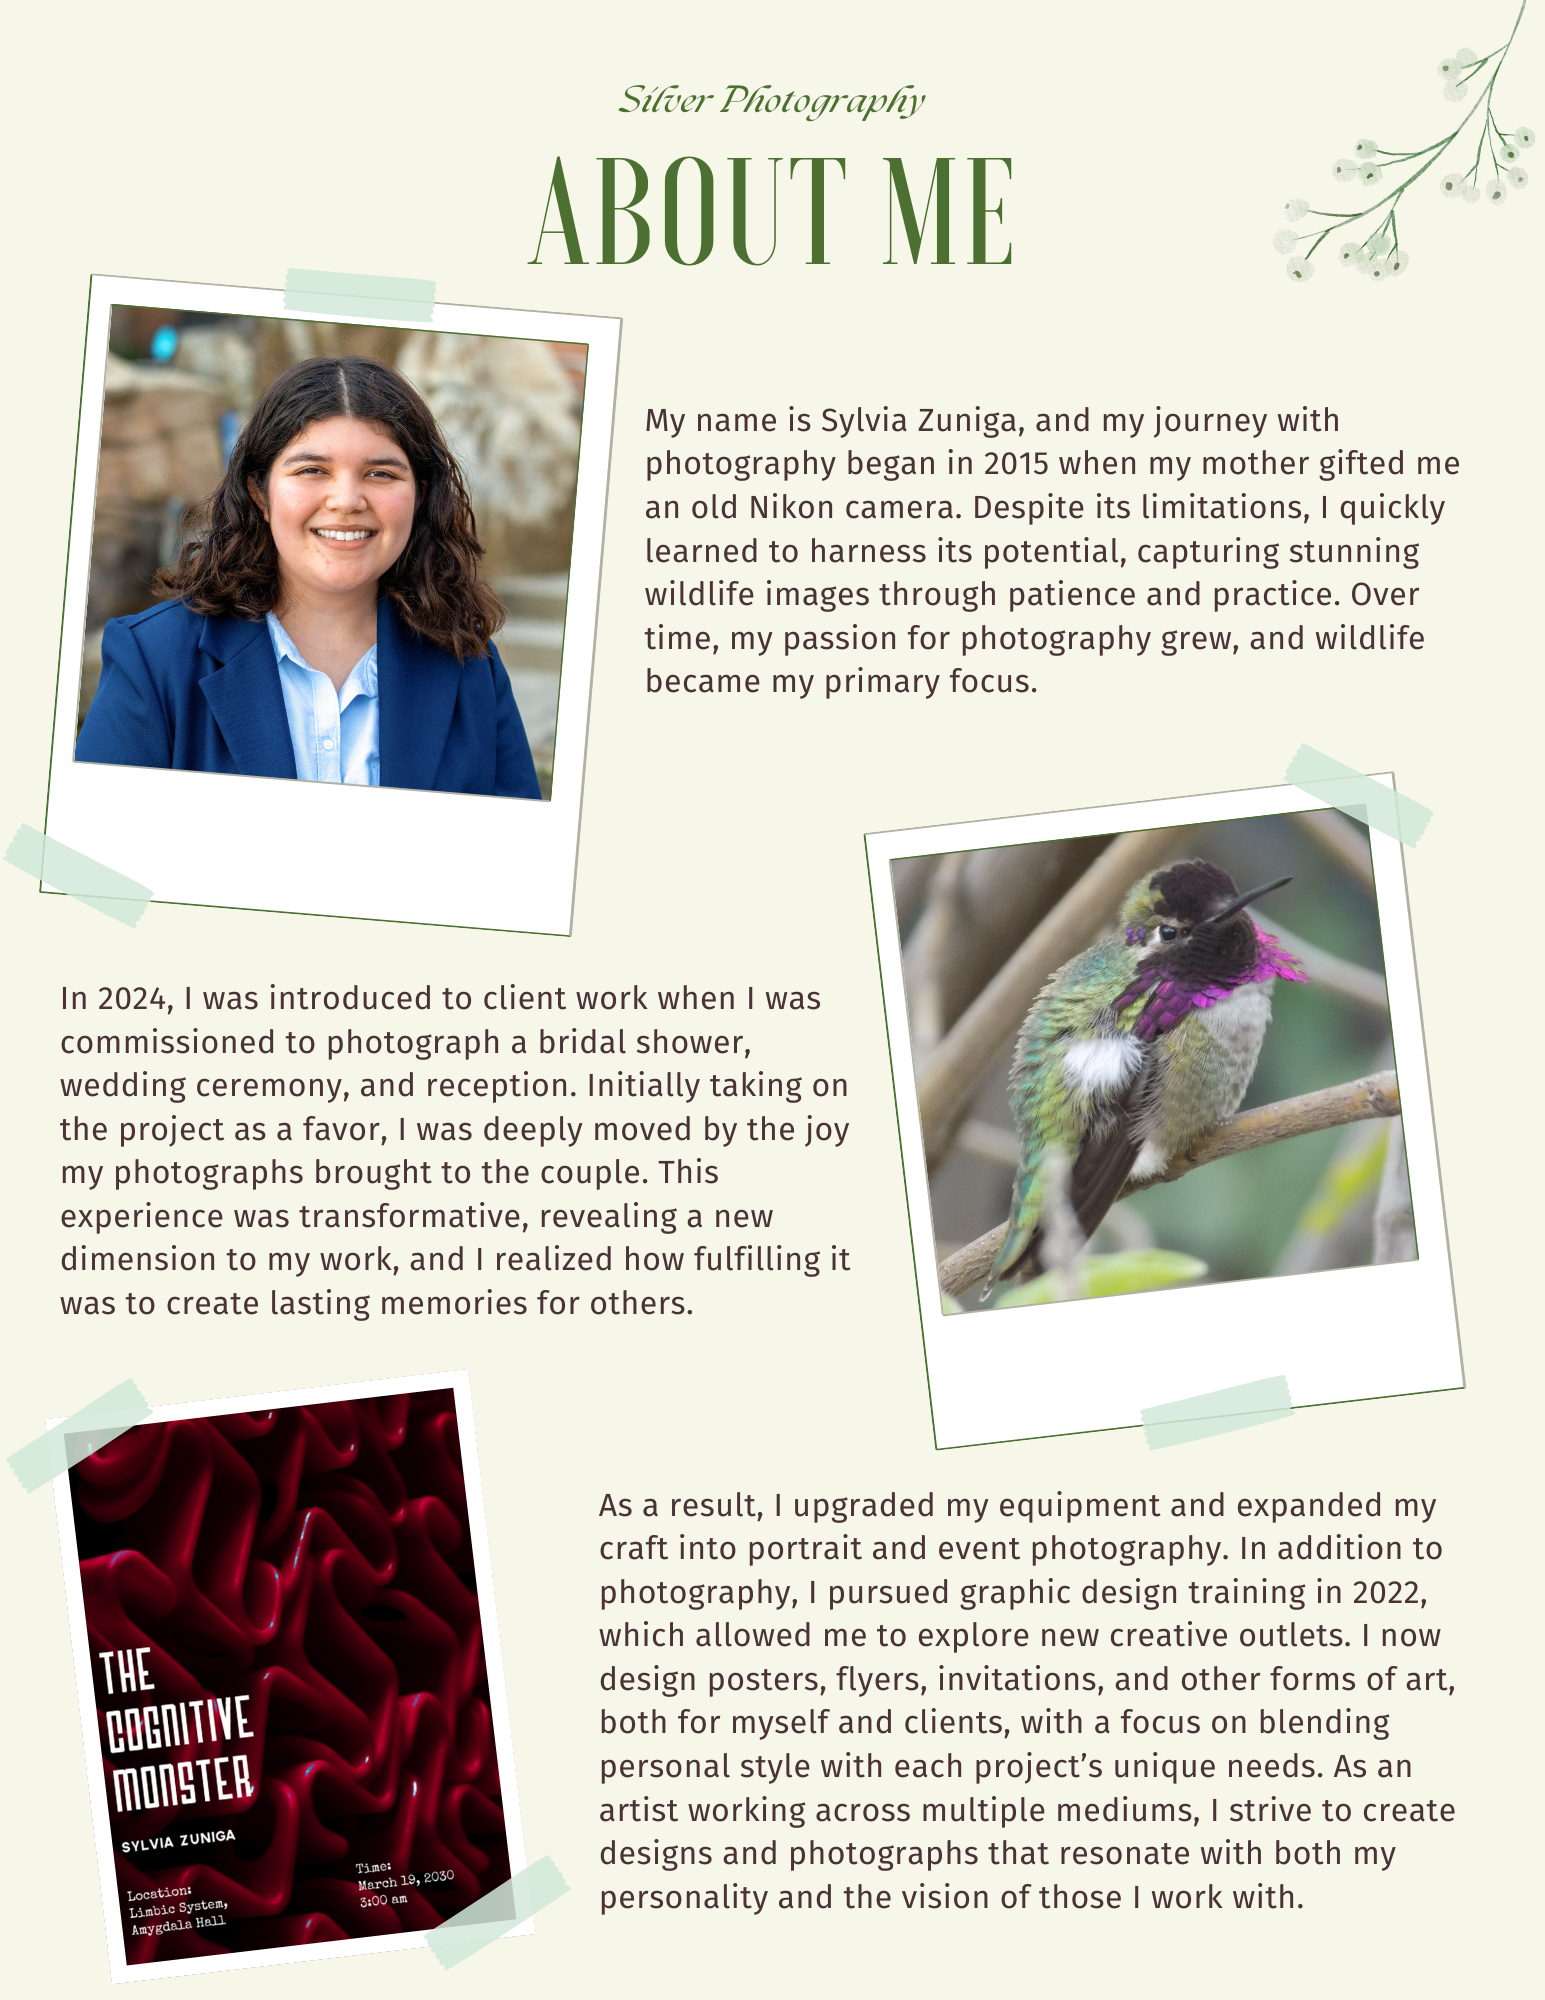 Silver Photography
ABOUT ME
My name is Sylvia Zuniga, and my journey with
photography began in 2015 when my mother gifted me
an old Nikon camera. Despite its limitations, I quickly
learned to harness its potential, capturing stunning
wildlife images through patience and practice. Over
time, my passion for photography grew, and wildlife
became my primary focus.
In 2024, I was introduced to client work when I was
commissioned to photograph a bridal shower,
wedding ceremony, and reception. Initially taking on
the project as a favor, I was deeply moved by the joy
my photographs brought to the couple. This
experience was transformative, revealing a new
dimension to my work, and I realized how fulfilling it
was to create lasting memories for others.
THE
COGNITIVE
MONSTER
SYLVIA ZUNIGA
Location:
Limbic System,
Amygdala Hall
Time:
March 19, 2030
3:00 am
As a result, I upgraded my equipment and expanded my
craft into portrait and event photography. In addition to
photography, I pursued graphic design training in 2022,
which allowed me to explore new creative outlets. I now
design posters, flyers, invitations, and other forms of art,
both for myself and clients, with a focus on blending
personal style with each project’s unique needs. As an
artist working across multiple mediums, I strive to create
designs and photographs that resonate with both my
personality and the vision of those I work with.